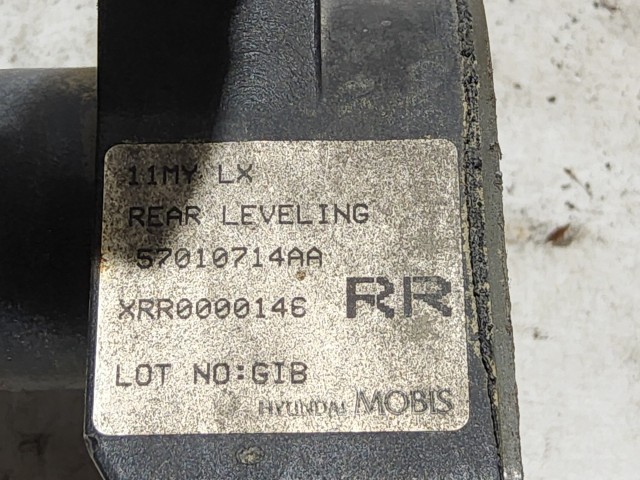 11MY LX
REAR LEVELING
57010714AA
XRR0000146 RR
LOT NO:GIB
HYUNDAI MOBIS